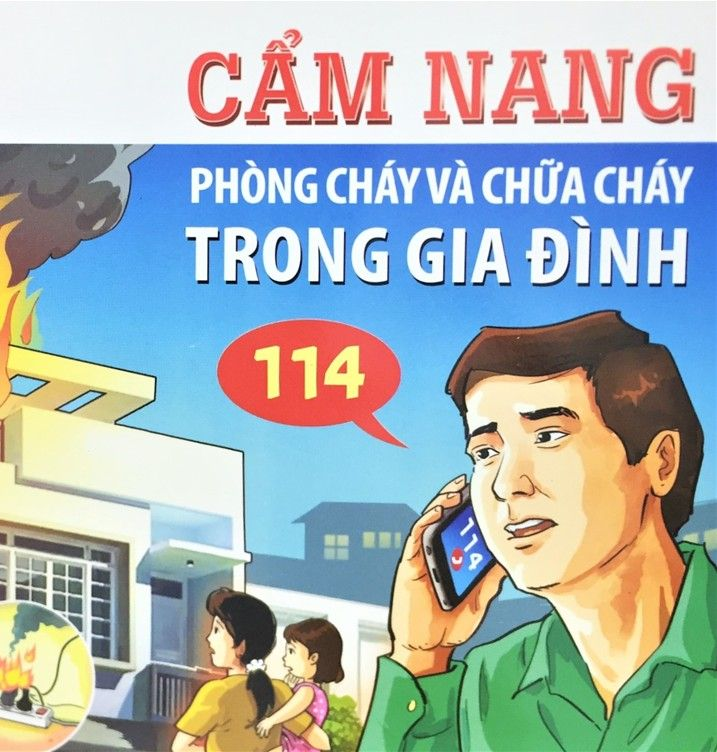 CẨM NANG
PHÒNG CHÁY VÀ CHỮA CHÁY
TRONG GIA ĐÌNH
114
114